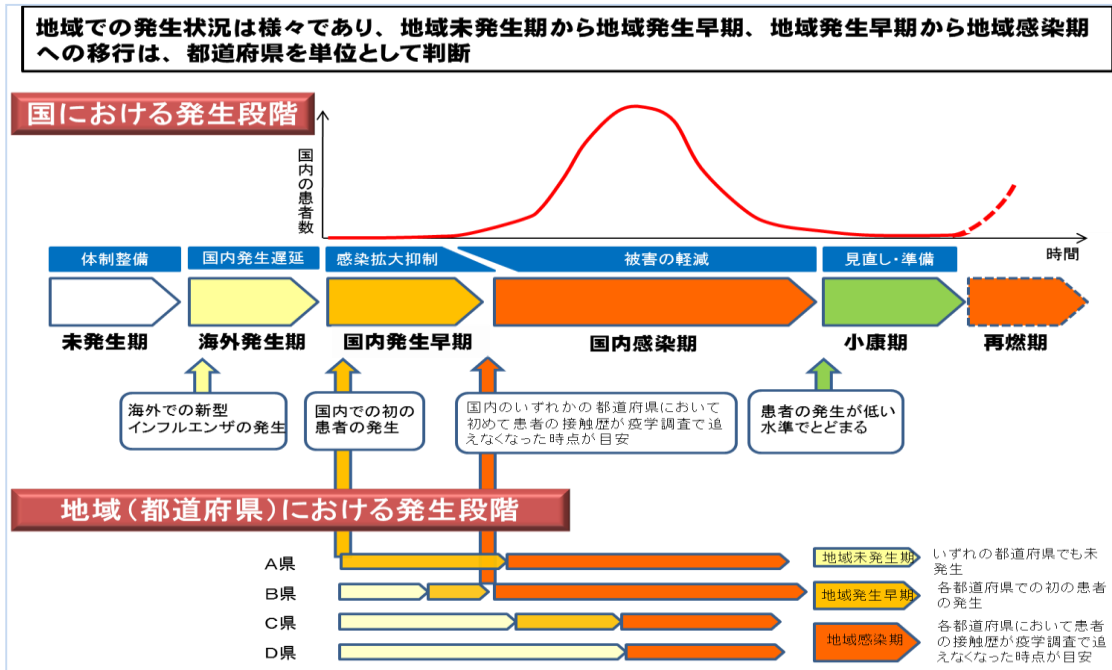 地域での発生状況は様々であり、地域未発生期から地域発生早期、地域発生早期から地域感染期
への移行は、都道府県を単位として判断
国における発生段階
国内の患者数
時間
体制整備
国内発生遅延
感染拡大抑制
被害の軽減
見直し・準備
未発生期
海外発生期
国内発生早期
国内感染期
小康期
再燃期
海外での新型
インフルエンザの発生
国内での初の
患者の発生
国内のいずれかの都道府県において
初めて患者の接触歴が疫学調査で追
えなくなった時点が目安
患者の発生が低い
水準でとどまる
地域(都道府県)における発生段階
A県
B県
C県
D県
地域未発生期
いずれの都道府県でも未
発生
地域発生早期
各都道府県での初の患者
の発生
地域感染期
各都道府県において患者
の接触歴が疫学調査で追
えなくなった時点が目安